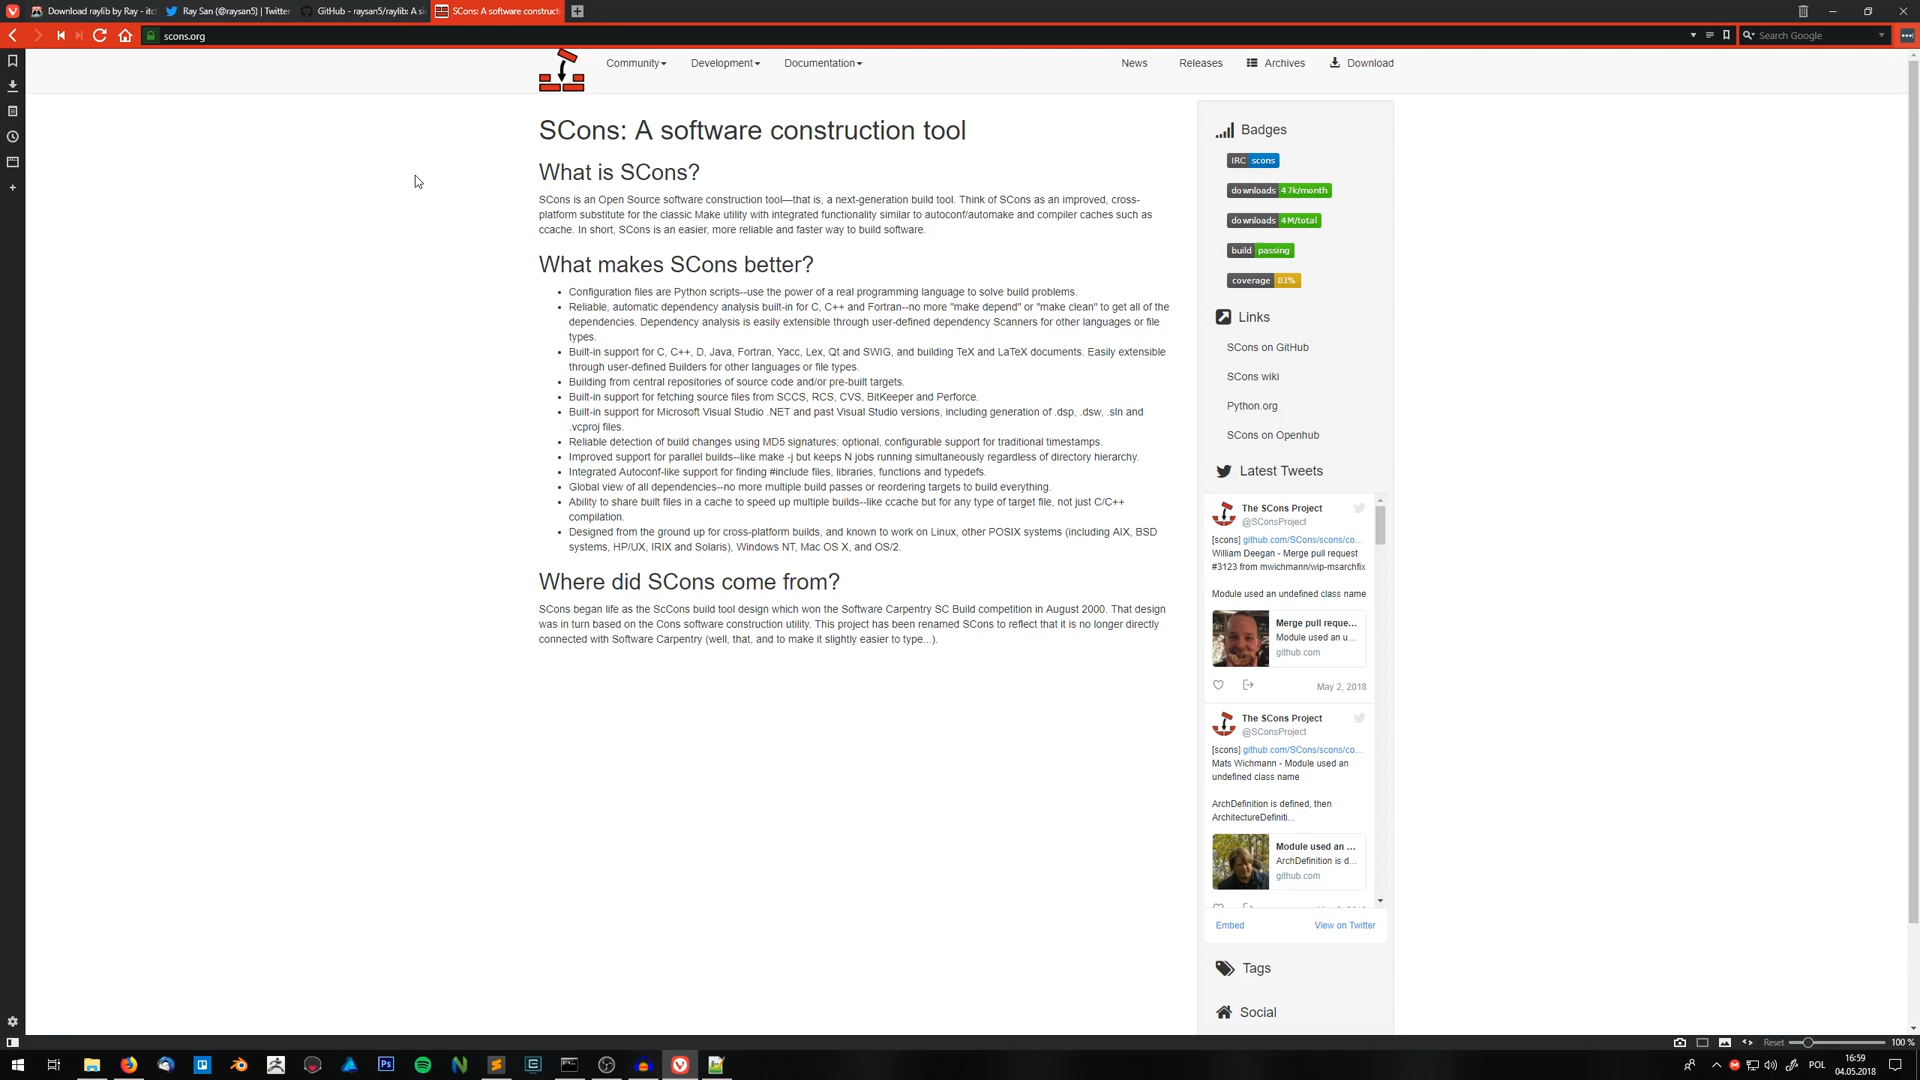 Download raylib by Ray - itc
Ray San (@raysan5) | Twitter
GitHub - raysan5/raylib: A si
SCons: A software construct
scons.org
Search Google
Community
Development
Documentation
News
Releases
Archives
Download
SCons: A software construction tool
What is SCons?
SCons is an Open Source software construction tool—that is, a next-generation build tool. Think of SCons as an improved, cross-
platform substitute for the classic Make utility with integrated functionality similar to autoconf/automake and compiler caches such as
ccache. In short, SCons is an easier, more reliable and faster way to build software.
What makes SCons better?
• Configuration files are Python scripts--use the power of a real programming language to solve build problems.
• Reliable, automatic dependency analysis built-in for C, C++ and Fortran--no more "make depend" or "make clean" to get all of the
dependencies. Dependency analysis is easily extensible through user-defined dependency Scanners for other languages or file
types.
• Built-in support for C, C++, D, Java, Fortran, Yacc, Lex, Qt and SWIG, and building TeX and LaTeX documents. Easily extensible
through user-defined Builders for other languages or file types.
• Building from central repositories of source code and/or pre-built targets.
• Built-in support for fetching source files from SCCS, RCS, CVS, BitKeeper and Perforce.
• Built-in support for Microsoft Visual Studio .NET and past Visual Studio versions, including generation of .dsp, .dsw, .sln and
.vcproj files.
• Reliable detection of build changes using MD5 signatures; optional, configurable support for traditional timestamps.
• Improved support for parallel builds--like make -j but keeps N jobs running simultaneously regardless of directory hierarchy.
• Integrated Autoconf-like support for finding #include files, libraries, functions and typedefs.
• Global view of all dependencies--no more multiple build passes or reordering targets to build everything.
• Ability to share built files in a cache to speed up multiple builds--like ccache but for any type of target file, not just C/C++
compilation.
• Designed from the ground up for cross-platform builds, and known to work on Linux, other POSIX systems (including AIX, BSD
systems, HP/UX, IRIX and Solaris), Windows NT, Mac OS X, and OS/2.
Where did SCons come from?
SCons began life as the ScCons build tool design which won the Software Carpentry SC Build competition in August 2000. That design
was in turn based on the Cons software construction utility. This project has been renamed SCons to reflect that it is no longer directly
connected with Software Carpentry (well, that, and to make it slightly easier to type...).
Badges
IRC scons
downloads 47k/month
downloads 4M/total
build passing
coverage 81%
Links
SCons on GitHub
SCons wiki
Python.org
SCons on Openhub
Latest Tweets
The SCons Project
@SConsProject
[scons] github.com/SCons/scons/co...
William Deegan - Merge pull request
#3123 from mwichmann/wip-msarchfix
Module used an undefined class name
Merge pull reque...
Module used an u...
github.com
May 2, 2018
The SCons Project
@SConsProject
[scons] github.com/SCons/scons/co...
Mats Wichmann - Module used an
undefined class name
ArchDefinition is defined, then
ArchitectureDefiniti...
Module used an ...
ArchDefinition is d...
github.com
Embed
View on Twitter
Tags
Social
Reset
100 %
POL
16:59
04.05.2018